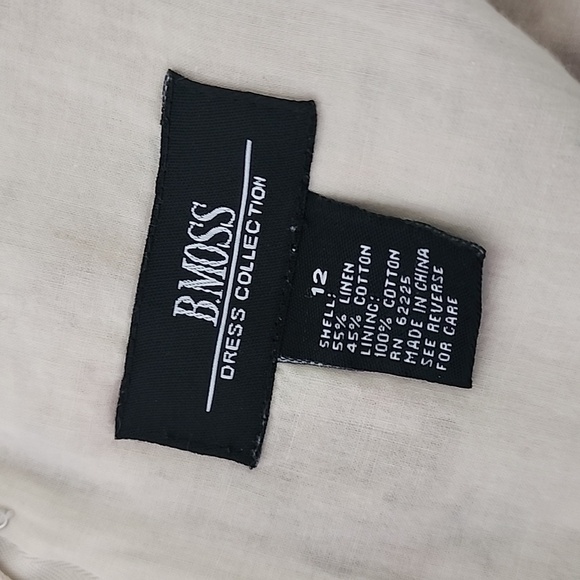 B.MOSS
DRESS COLLECTION
12
SHELL:
55% LINEN
45% COTTON
LINING:
100% COTTON
RN 62225
MADE IN CHINA
SEE REVERSE
FOR CARE